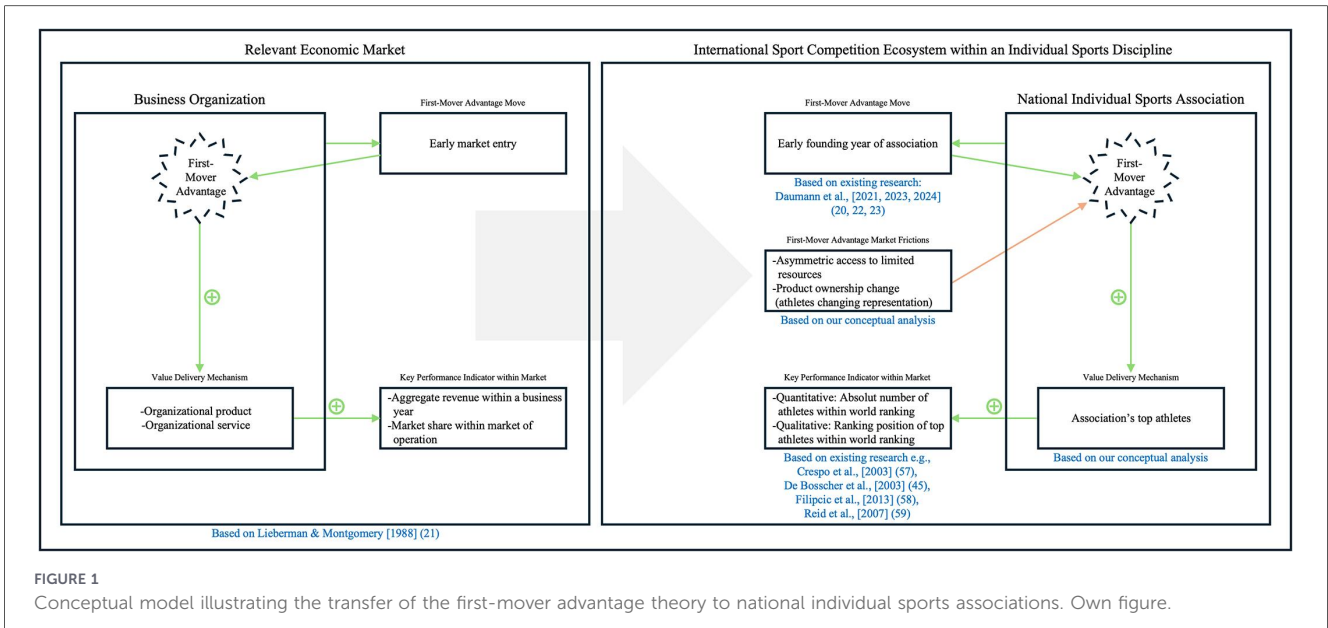 Relevant Economic Market
Business Organization
First-
Mover
Advantage
First-Mover Advantage Move
Early market entry
Value Delivery Mechanism
-Organizational product
-Organizational service
Key Performance Indicator within Market
-Aggregate revenue within a business
year
-Market share within market of
operation
Based on Lieberman & Montgomery [1988] (21)
International Sport Competition Ecosystem within an Individual Sports Discipline
First-Mover Advantage Move
Early founding year of association
Based on existing research:
Daumann et al., [2021, 2023, 2024]
(20, 22, 23)
First-Mover Advantage Market Frictions
-Asymmetric access to limited
resources
-Product ownership change
(athletes changing representation)
Based on our conceptual analysis
Key Performance Indicator within Market
-Quantitative: Absolut number of
athletes within world ranking
-Qualitative: Ranking position of top
athletes within world ranking
Based on existing research e.g.,
Crespo et al., [2003] (57),
De Bosscher et al., [2003] (45),
Filipcic et al., [2013] (58),
Reid et al., [2007] (59)
National Individual Sports Association
First-
Mover
Advantage
Value Delivery Mechanism
Association's top athletes
Based on our conceptual analysis
FIGURE 1
Conceptual model illustrating the transfer of the first-mover advantage theory to national individual sports associations. Own figure.